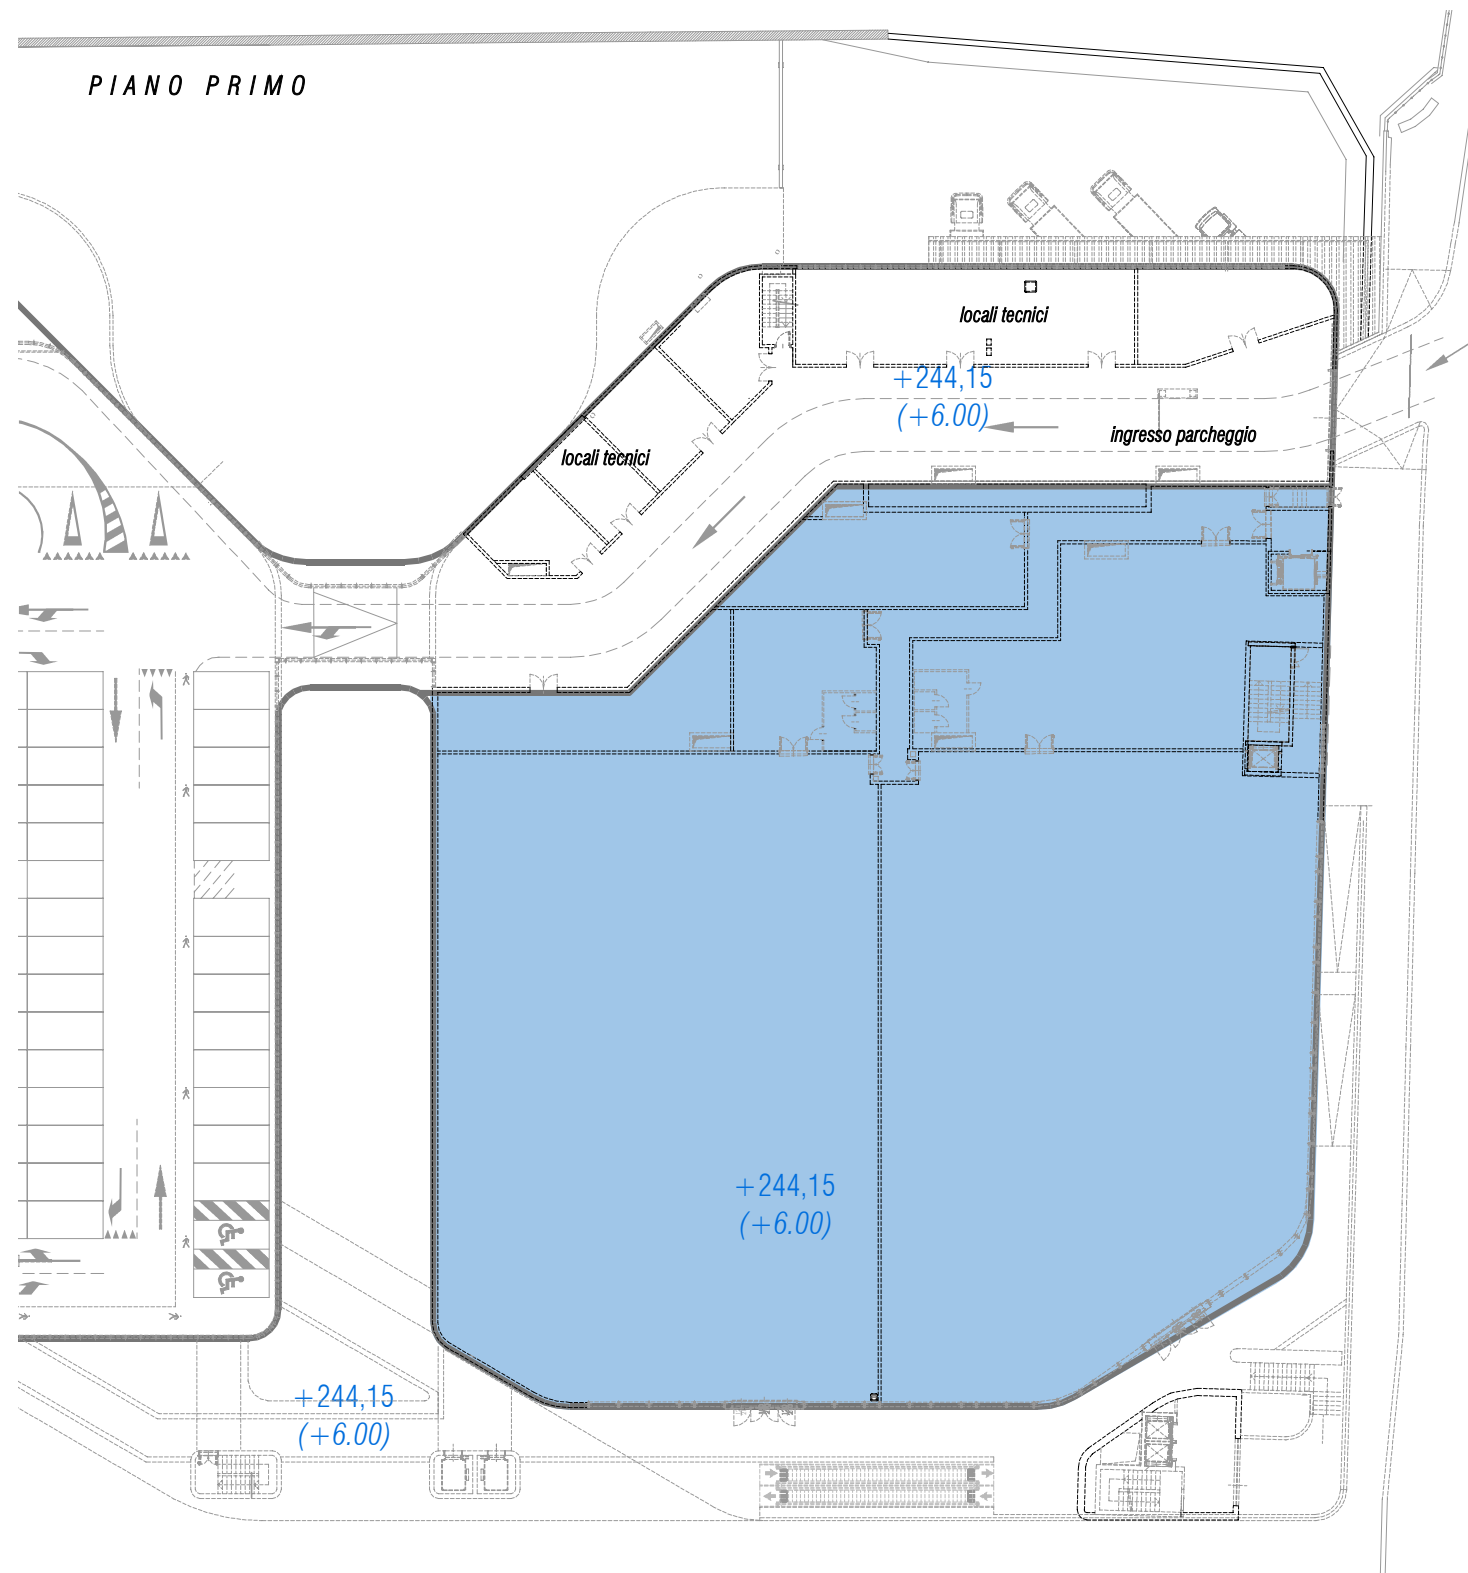 PIANO PRIMO
locali tecnici
+244,15
(+6.00)
ingresso parcheggio
locali tecnici
+244,15
(+6.00)
+244,15
(+6.00)